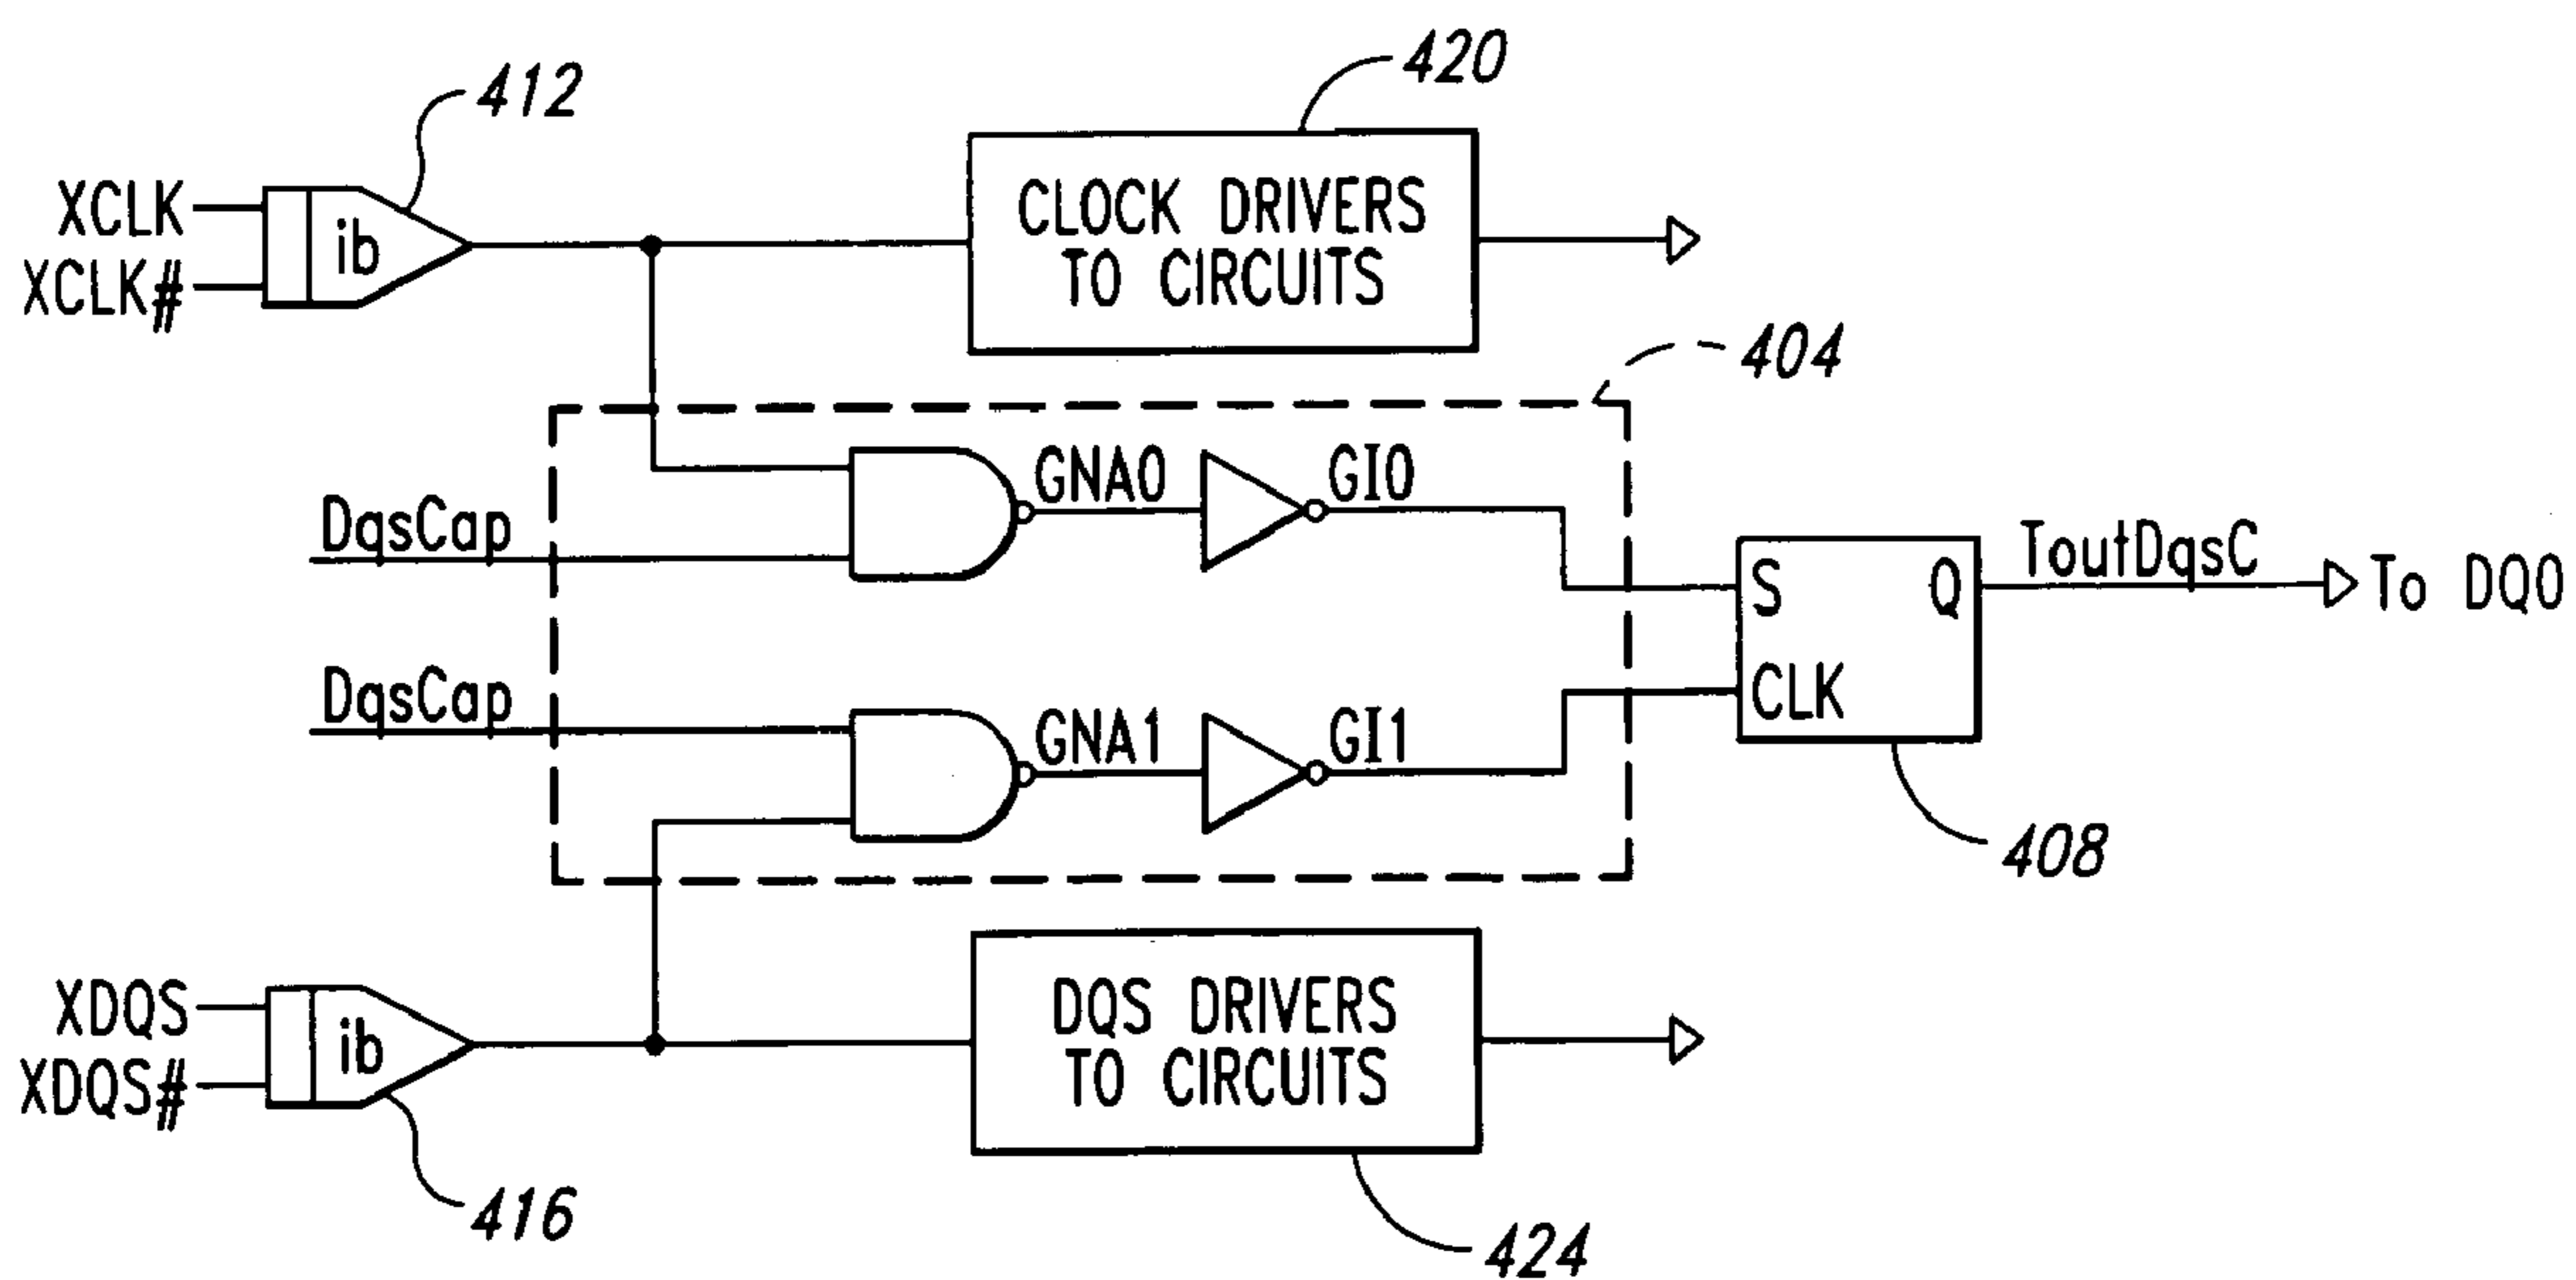 420
412
XCLK
XCLK#
ib
CLOCK DRIVERS
TO CIRCUITS
404
GNA0
GI0
DqsCap
S
Q
CLK
ToutDqsC
To DQ0
DqsCap
GNA1
GI1
408
XDQS
XDQS#
ib
DQS DRIVERS
TO CIRCUITS
416
424